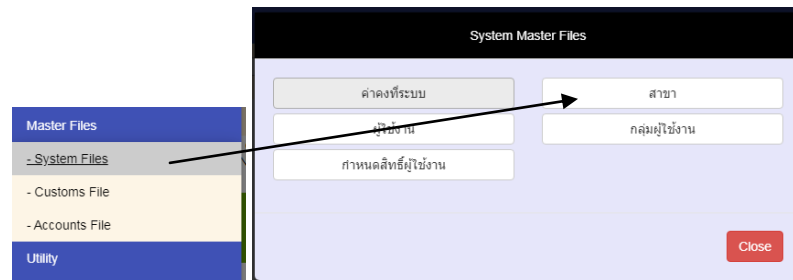 System Master Files
ค่าคงที่ระบบ
สาขา
ผู้ใช้งาน
กลุ่มผู้ใช้งาน
กำหนดสิทธิ์ผู้ใช้งาน
Close
Master Files
- System Files
- Customs File
- Accounts File
Utility